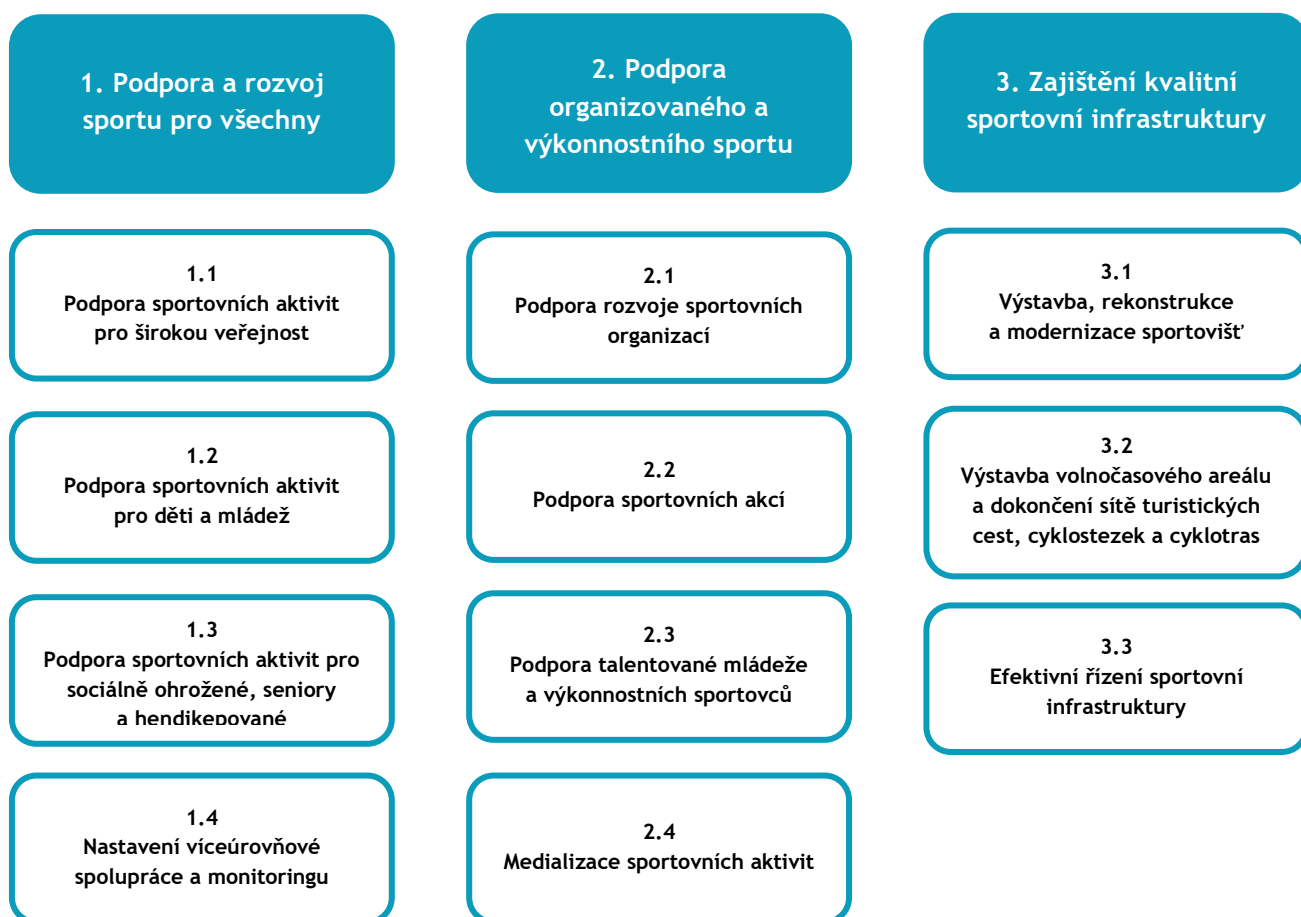 1. Podpora a rozvoj
sportu pro všechny
2. Podpora
organizovaného a
výkonnostního sportu
3. Zajištění kvalitní
sportovní infrastruktury
1.1
Podpora sportovních aktivit
pro širokou veřejnost
2.1
Podpora rozvoje sportovních
organizací
3.1
Výstavba, rekonstrukce
a modernizace sportovišť
1.2
Podpora sportovních aktivit
pro děti a mládež
2.2
Podpora sportovních akcí
3.2
Výstavba volnočasového areálu
a dokončení sítě turistických
cest, cyklostezek a cyklotras
1.3
Podpora sportovních aktivit pro
sociálně ohrožené, seniory
a hendikepované
2.3
Podpora talentované mládeže
a výkonnostních sportovců
3.3
Efektivní řízení sportovní
infrastruktury
1.4
Nastavení víceúrovňové
spolupráce a monitoringu
2.4
Medializace sportovních aktivit